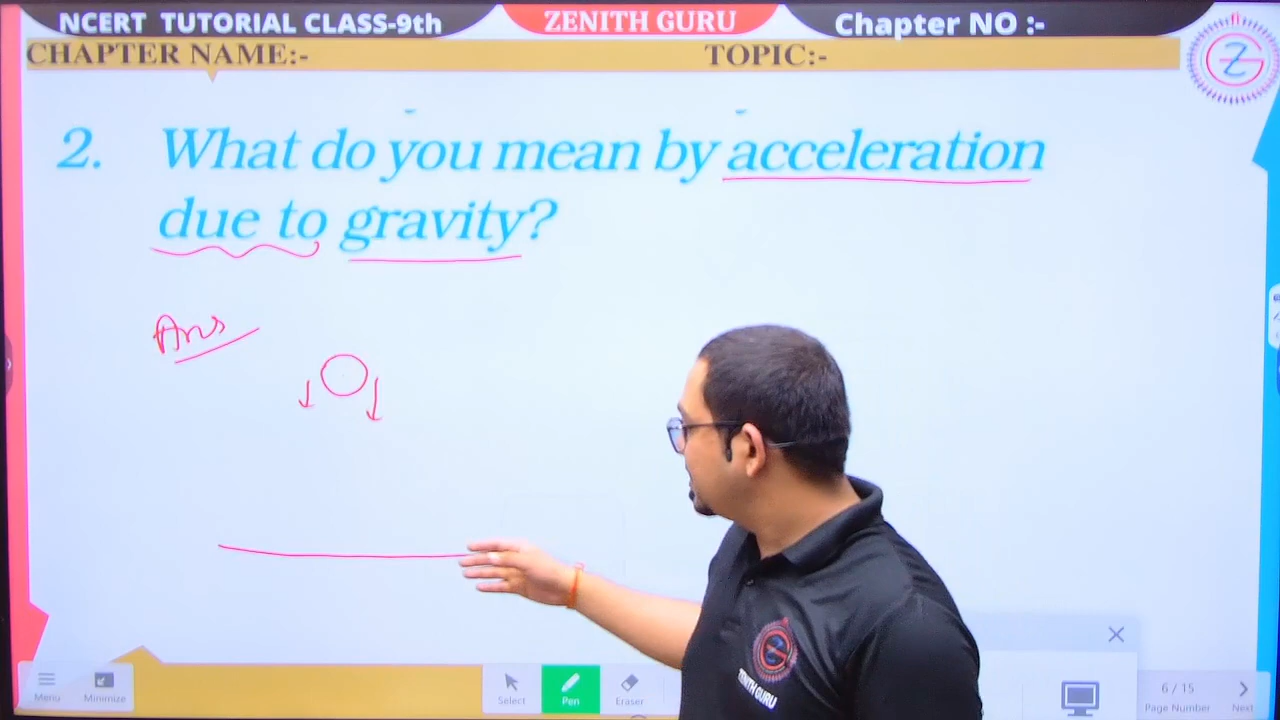 NCERT TUTORIAL CLASS-9th
ZENITH GURU
Chapter NO :-
CHAPTER NAME:-
TOPIC:-
2. What do you mean by acceleration
due to gravity?
Ans
ZENITH GURU
Menu
Minimize
Select
Pen
Eraser
6 / 15
Page Number
Next